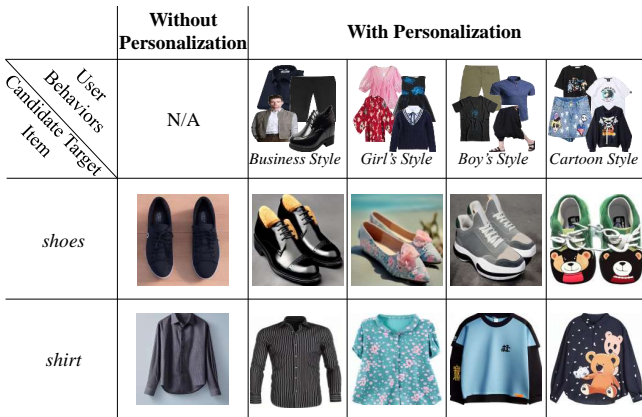 Without
Personalization
With Personalization
User
Behaviors
Candidate Target
Item
N/A
Business Style
Girl's Style
Boy's Style
Cartoon Style
shoes
shirt